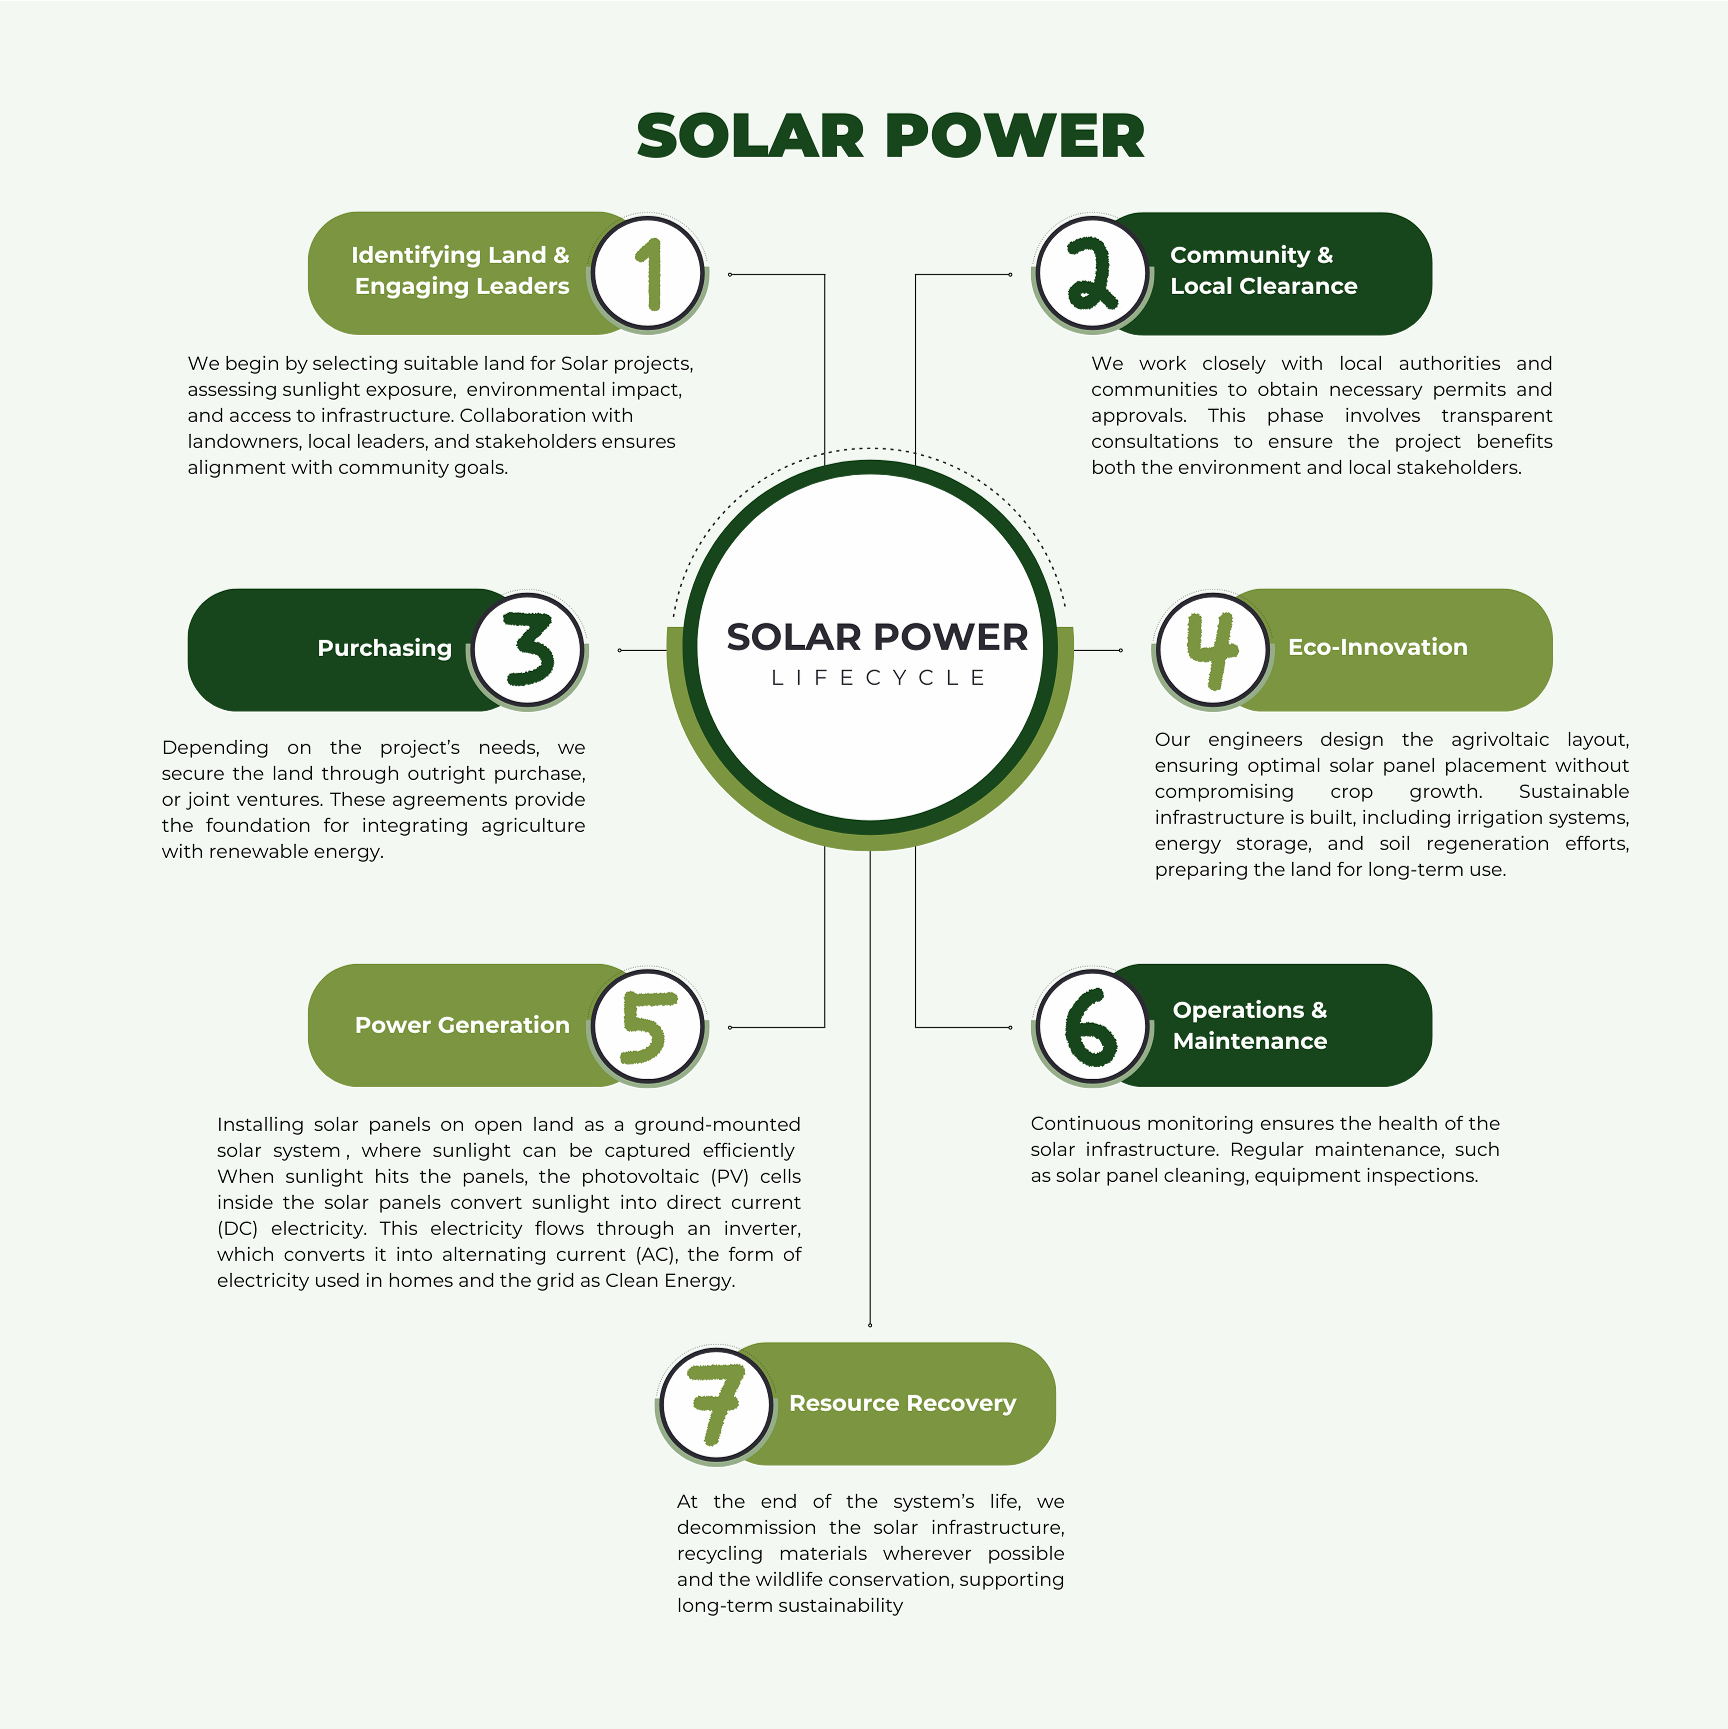 SOLAR POWER
Identifying Land &
Engaging Leaders
1
We begin by selecting suitable land for Solar projects,
assessing sunlight exposure, environmental impact,
and access to infrastructure. Collaboration with
landowners, local leaders, and stakeholders ensures
alignment with community goals.
2
Community &
Local Clearance
We work closely with local authorities and
communities to obtain necessary permits and
approvals. This phase involves transparent
consultations to ensure the project benefits
both the environment and local stakeholders.
SOLAR POWER
LIFECYCLE
Purchasing
3
Depending on the project’s needs, we
secure the land through outright purchase,
or joint ventures. These agreements provide
the foundation for integrating agriculture
with renewable energy.
4
Eco-Innovation
Our engineers design the agrivoltaic layout,
ensuring optimal solar panel placement without
compromising crop growth. Sustainable
infrastructure is built, including irrigation systems,
energy storage, and soil regeneration efforts,
preparing the land for long-term use.
Power Generation
5
Installing solar panels on open land as a ground-mounted
solar system , where sunlight can be captured efficiently
When sunlight hits the panels, the photovoltaic (PV) cells
inside the solar panels convert sunlight into direct current
(DC) electricity. This electricity flows through an inverter,
which converts it into alternating current (AC), the form of
electricity used in homes and the grid as Clean Energy.
6
Operations &
Maintenance
Continuous monitoring ensures the health of the
solar infrastructure. Regular maintenance, such
as solar panel cleaning, equipment inspections.
7
Resource Recovery
At the end of the system’s life, we
decommission the solar infrastructure,
recycling materials wherever possible
and the wildlife conservation, supporting
long-term sustainability